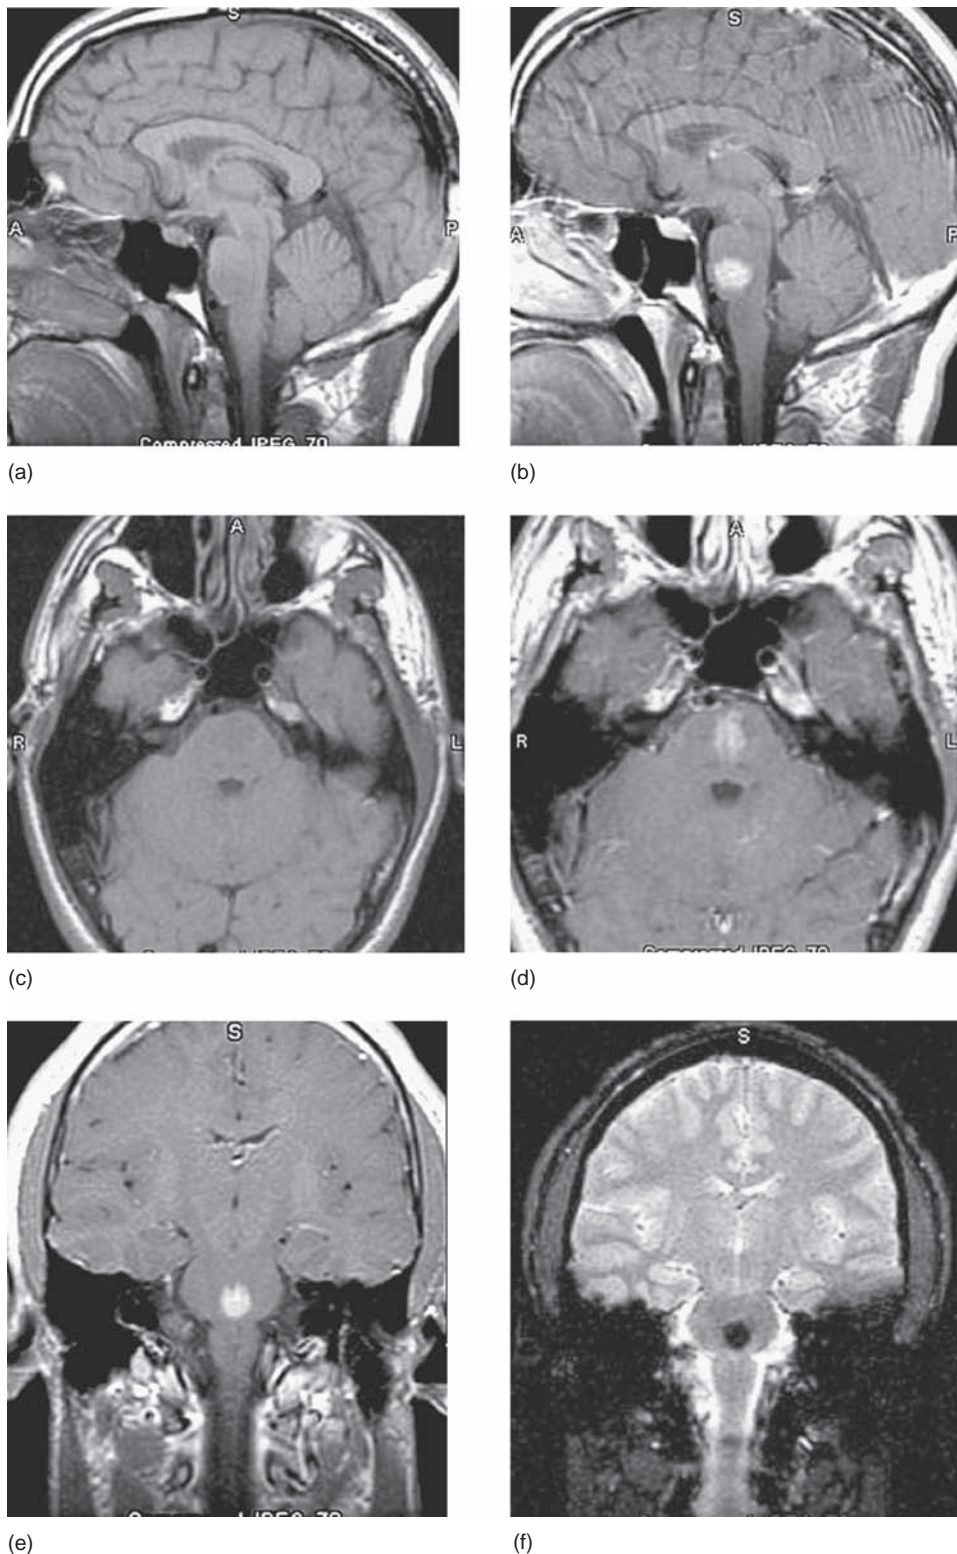 S
S
A
P
A
P
Compressed JPEG 70
(a)
(b)
A
A
R
L
R
L
Compressed JPEG 70
(c)
(d)
S
S
(e)
(f)